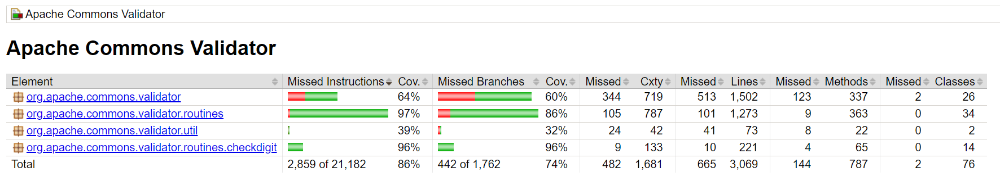 Apache Commons Validator
Apache Commons Validator
Element Missed Instructions Cov. Missed Branches Cov. Missed Cxty Missed Lines Missed Methods Missed Classes
org.apache.commons.validator 64% 60% 344 719 513 1,502 123 337 2 26
org.apache.commons.validator.routines 97% 86% 105 787 101 1,273 9 363 0 34
org.apache.commons.validator.util 39% 32% 24 42 41 73 8 22 0 2
org.apache.commons.validator.routines.checkdigit 96% 96% 9 133 10 221 4 65 0 14
Total 2,859 of 21,182 86% 442 of 1,762 74% 482 1,681 665 3,069 144 787 2 76